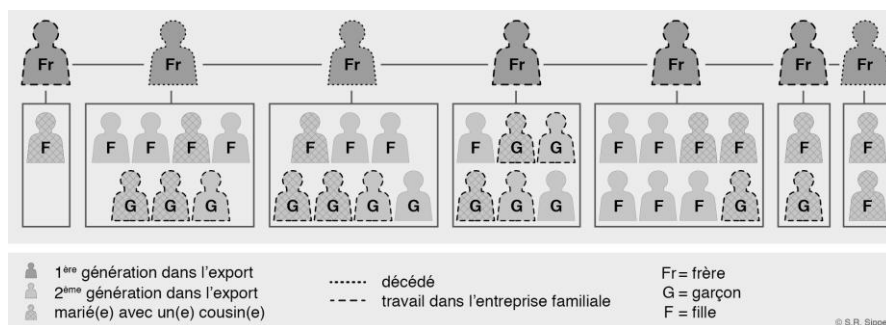 Fr Fr Fr Fr Fr Fr Fr
F F F F F F F F F G G F F F F F F
G G G G G G G G G G F F F G G F
1ère génération dans l'export
2ème génération dans l'export
marié(e) avec un(e) cousin(e)
décédé
travail dans l'entreprise familiale
Fr = frère
G = garçon
F = fille
© S.R. Sippel